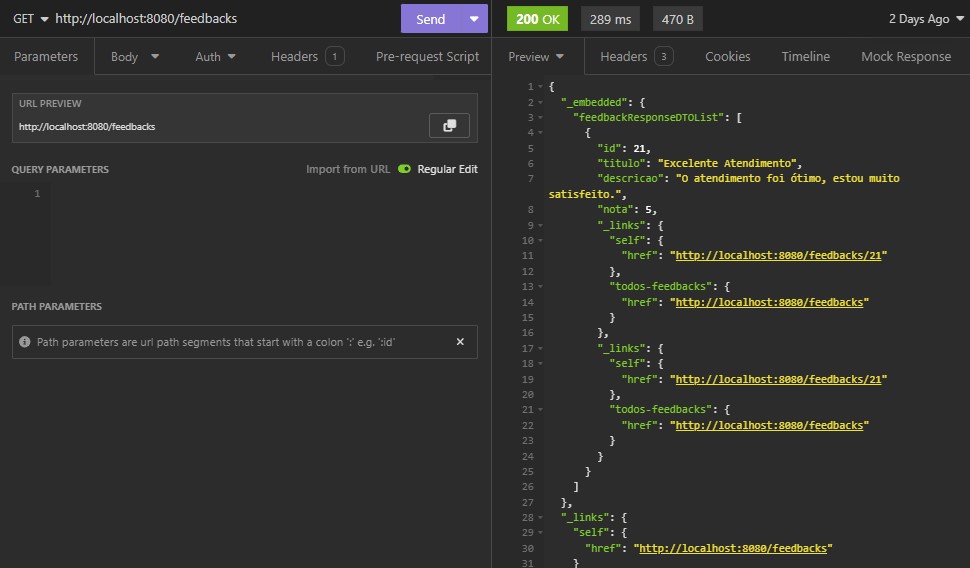 GET http://localhost:8080/feedbacks Send
Parameters Body Auth Headers 1 Pre-request Script
URL PREVIEW
http://localhost:8080/feedbacks
QUERY PARAMETERS Import from URL Regular Edit
1
PATH PARAMETERS
Path parameters are url path segments that start with a colon ':' e.g. ':id'
200 OK 289 ms 470 B 2 Days Ago
Preview Headers 3 Cookies Timeline Mock Response
1 {
2 "_embedded": {
3 "feedbackResponseDTOList": [
4 {
5 "id": 21,
6 "titulo": "Excelente Atendimento",
7 "descricao": "O atendimento foi ótimo, estou muito
satisfeito.",
8 "nota": 5,
9 "_links": {
10 "self": {
11 "href": "http://localhost:8080/feedbacks/21"
12 },
13 "todos-feedbacks": {
14 "href": "http://localhost:8080/feedbacks"
15 }
16 },
17 "_links": {
18 "self": {
19 "href": "http://localhost:8080/feedbacks/21"
20 },
21 "todos-feedbacks": {
22 "href": "http://localhost:8080/feedbacks"
23 }
24 }
25 }
26 ]
27 },
28 "_links": {
29 "self": {
30 "href": "http://localhost:8080/feedbacks"
31 }